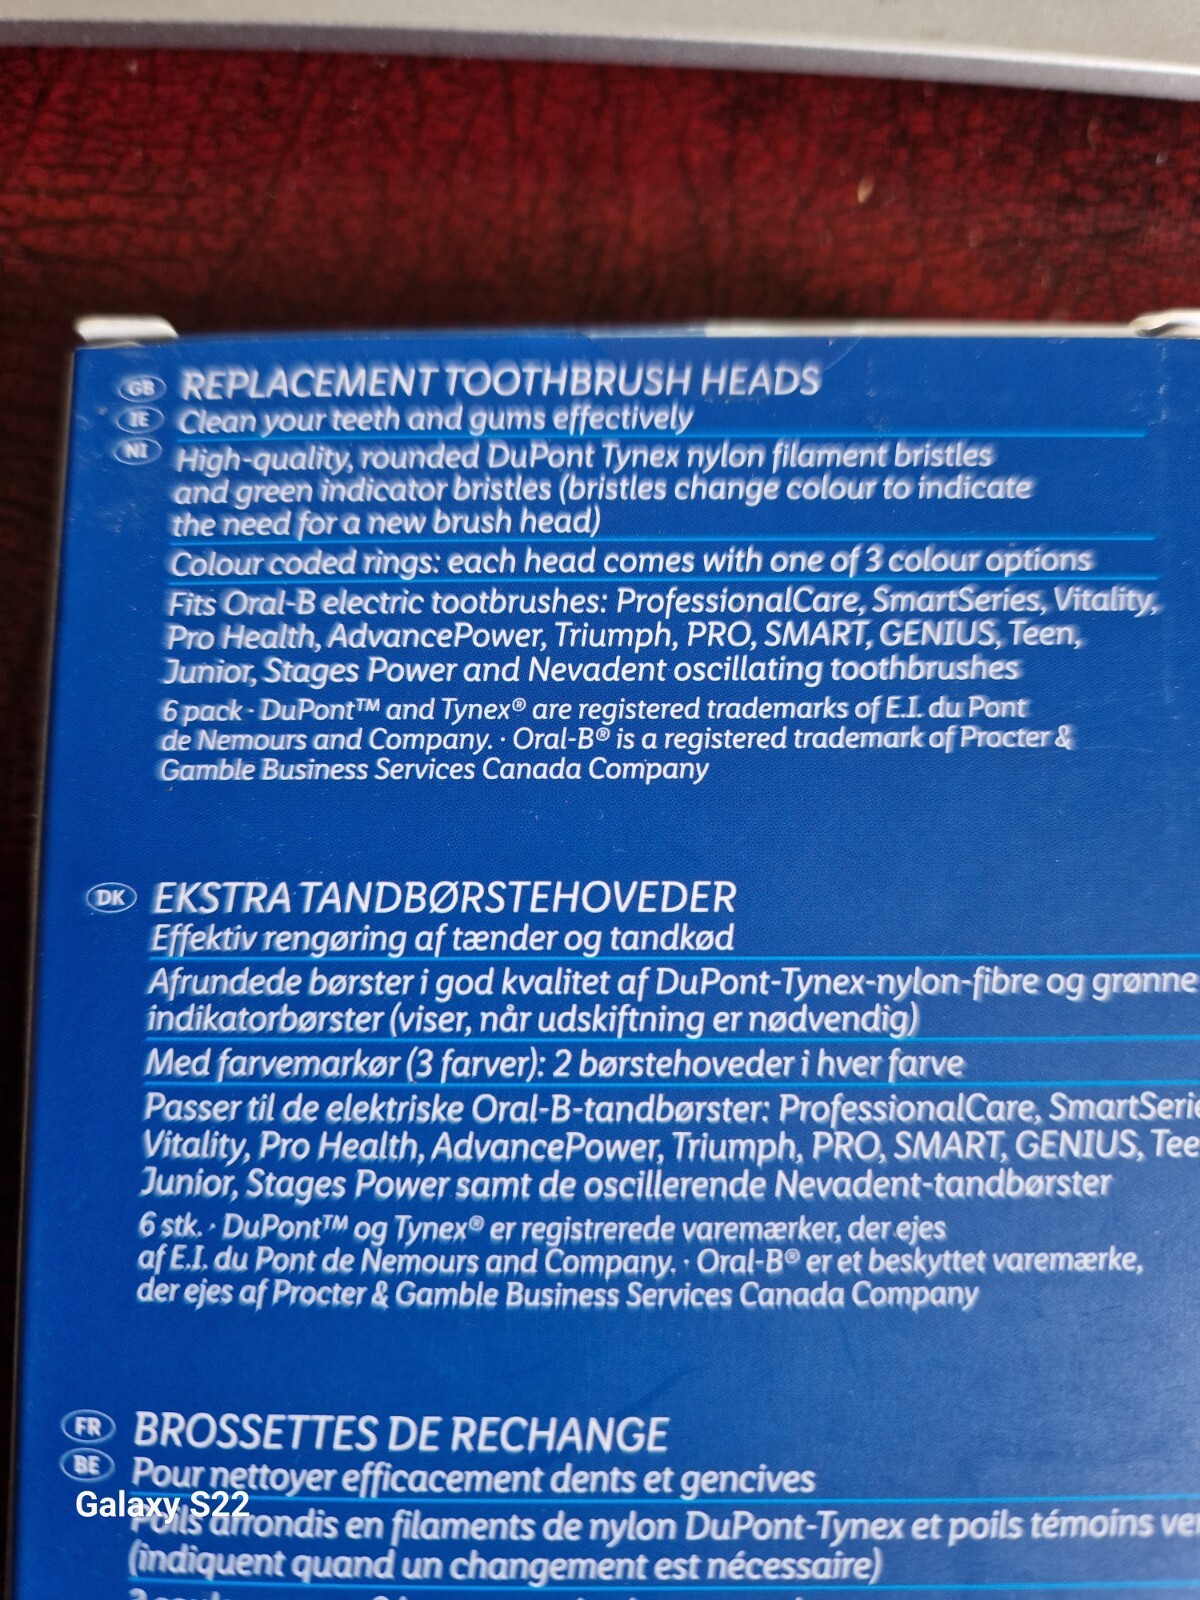 GB REPLACEMENT TOOTHBRUSH HEADS
IE Clean your teeth and gums effectively
NI High-quality, rounded DuPont Tynex nylon filament bristles
and green indicator bristles (bristles change colour to indicate
the need for a new brush head)
Colour coded rings: each head comes with one of 3 colour options
Fits Oral-B electric tootbrushes: ProfessionalCare, SmartSeries, Vitality,
Pro Health, AdvancePower, Triumph, PRO, SMART, GENIUS, Teen,
Junior, Stages Power and Nevadent oscillating toothbrushes
6 pack · DuPont™ and Tynex® are registered trademarks of E.I. du Pont
de Nemours and Company. · Oral-B® is a registered trademark of Procter &
Gamble Business Services Canada Company
DK EKSTRA TANDBØRSTEHOVEDER
Effektiv rengøring af tænder og tandkød
Afrundede børster i god kvalitet af DuPont-Tynex-nylon-fibre og grønne
indikatorbørster (viser, når udskiftning er nødvendig)
Med farvemarkør (3 farver): 2 børstehoveder i hver farve
Passer til de elektriske Oral-B-tandbørster: ProfessionalCare, SmartSerie
Vitality, Pro Health, AdvancePower, Triumph, PRO, SMART, GENIUS, Tee
Junior, Stages Power samt de oscillerende Nevadent-tandbørster
6 stk. · DuPont™ og Tynex® er registrerede varemærker, der ejes
af E.I. du Pont de Nemours and Company. · Oral-B® er et beskyttet varemærke,
der ejes af Procter & Gamble Business Services Canada Company
FR BROSSETTES DE RECHANGE
BE Pour nettoyer efficacement dents et gencives
Galaxy S22
Poils arrondis en filaments de nylon DuPont-Tynex et poils témoins ve
(indiquent quand un changement est nécessaire)